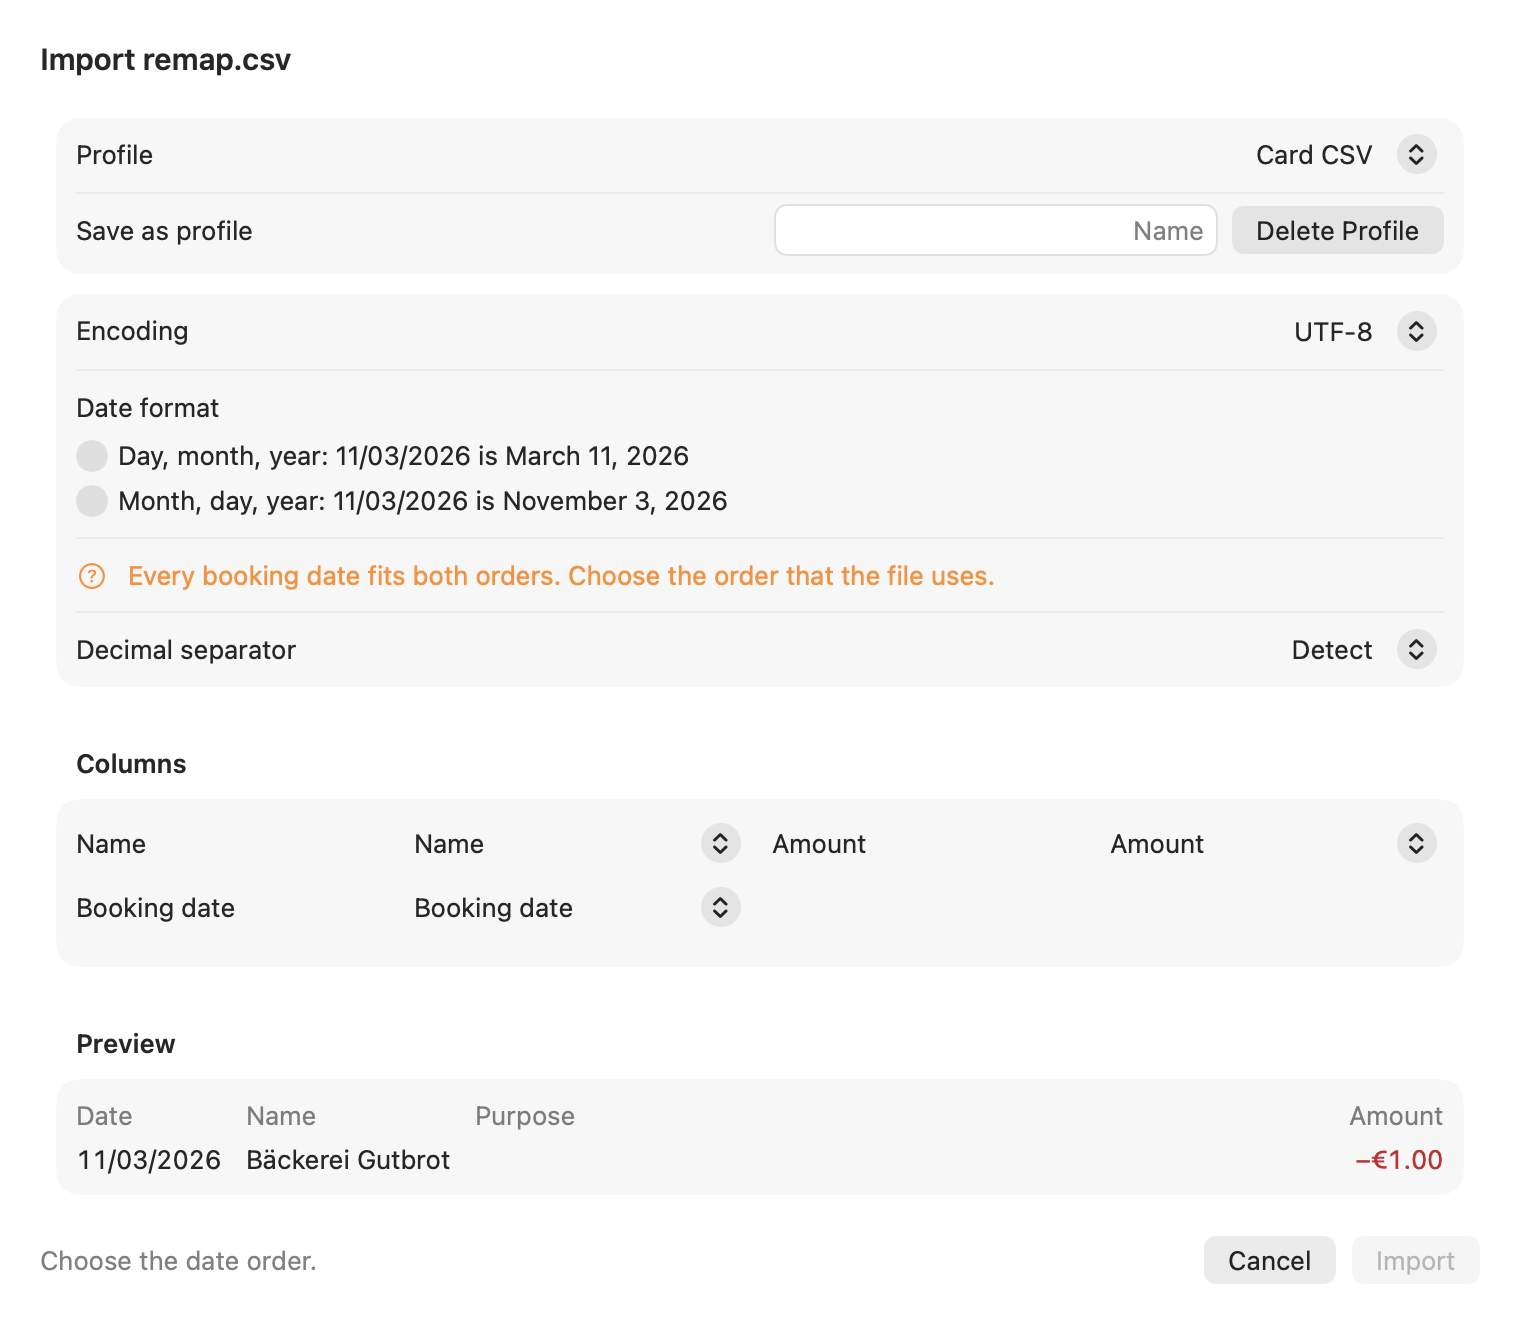 Import remap.csv
Profile Card CSV
Save as profile Name Delete Profile
Encoding UTF-8
Date format
Day, month, year: 11/03/2026 is March 11, 2026
Month, day, year: 11/03/2026 is November 3, 2026
? Every booking date fits both orders. Choose the order that the file uses.
Decimal separator Detect
Columns
Name Name Amount Amount
Booking date Booking date
Preview
Date Name Purpose Amount
11/03/2026 Bäckerei Gutbrot –€1.00
Choose the date order. Cancel Import